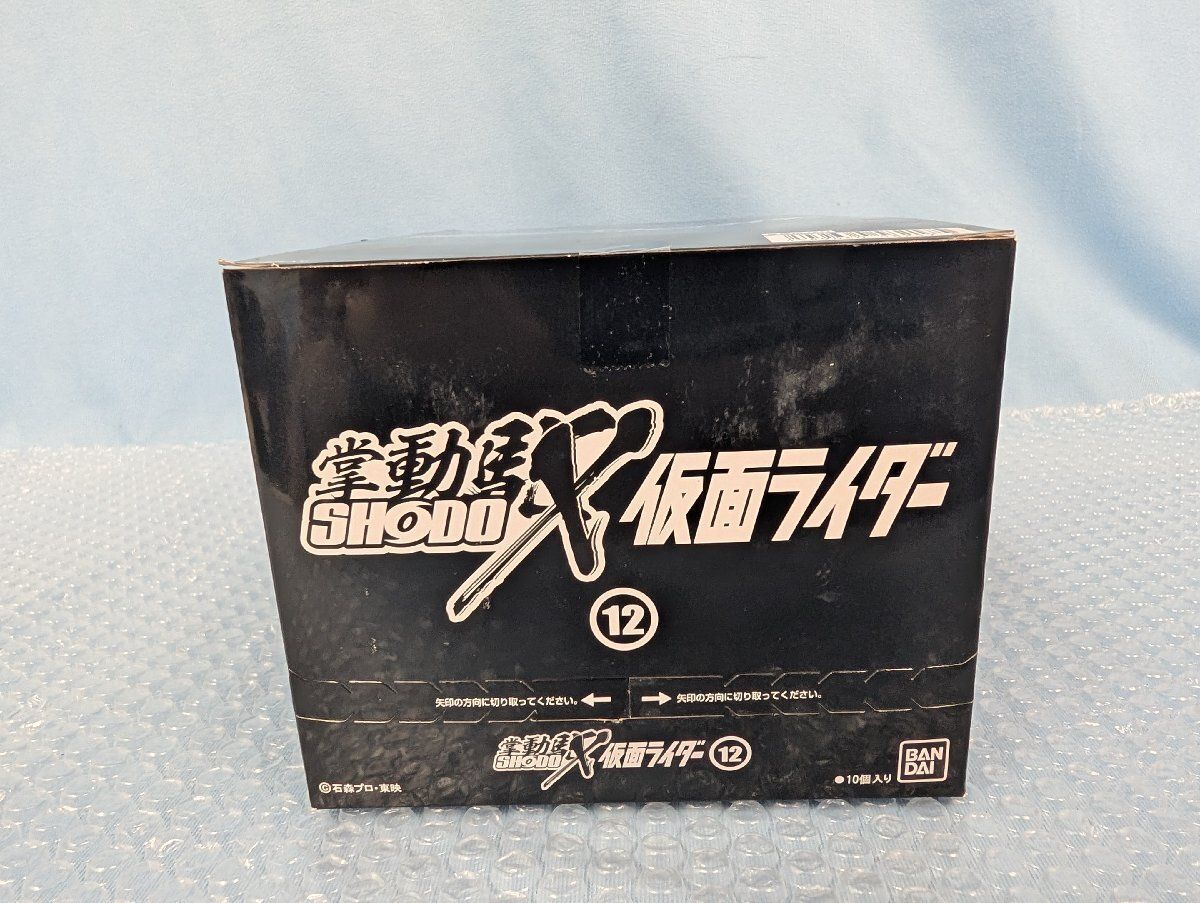 掌動駿 仮面ライダー
SHODO
12
矢印の方向に切り取ってください。← →矢印の方向に切り取ってください。
掌動駿 仮面ライダー 12
SHODO
©石森プロ・東映
●10個入り
BAN
DAI